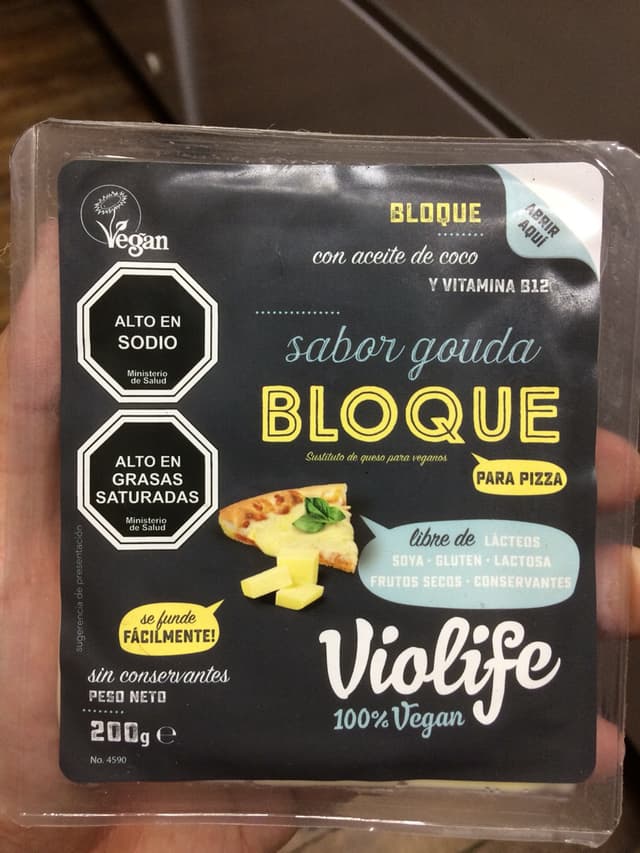 Vegan
BLOQUE
ABRIR
AQUÍ
con aceite de coco
Y VITAMINA B12
ALTO EN
SODIO
Ministerio
de Salud
sabor gouda
BLOQUE
Sustituto de queso para veganos
PARA PIZZA
ALTO EN
GRASAS
SATURADAS
Ministerio
de Salud
libre de LÁCTEOS
SOYA - GLUTEN - LACTOSA
FRUTOS SECOS - CONSERVANTES
sugerencia de presentación
se funde
FÁCILMENTE!
Violife
100% Vegan
sin conservantes
PESO NETO
200g e
No. 4590